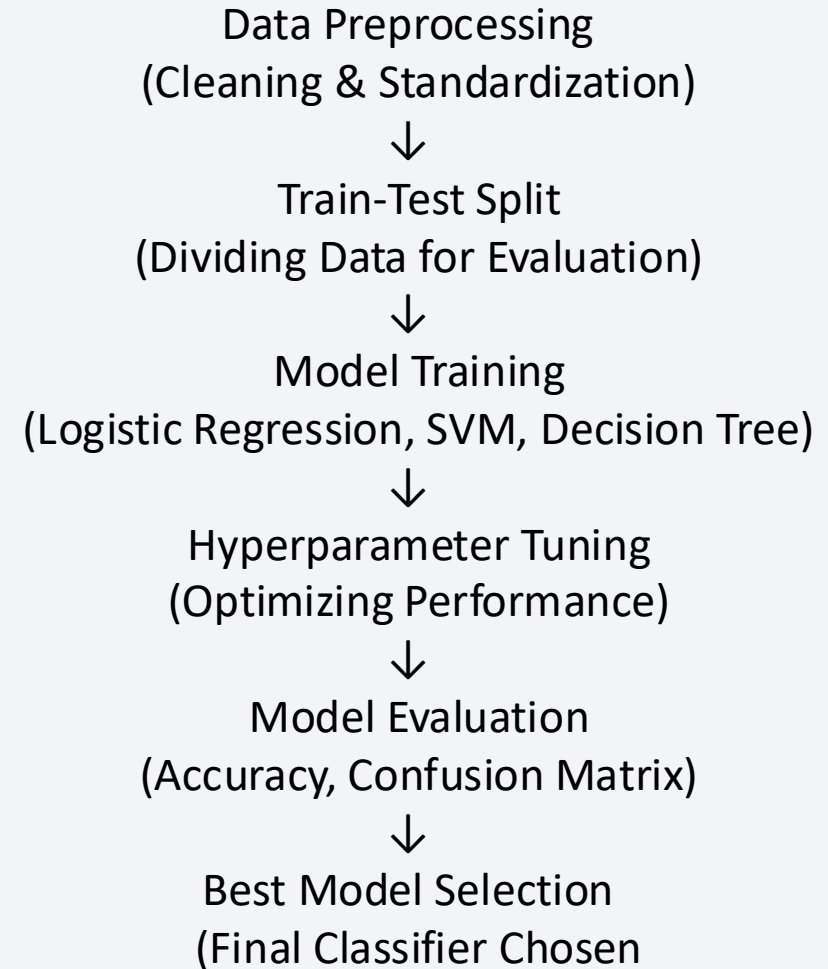 Data Preprocessing
(Cleaning & Standardization)
↓
Train-Test Split
(Dividing Data for Evaluation)
↓
Model Training
(Logistic Regression, SVM, Decision Tree)
↓
Hyperparameter Tuning
(Optimizing Performance)
↓
Model Evaluation
(Accuracy, Confusion Matrix)
↓
Best Model Selection
(Final Classifier Chosen